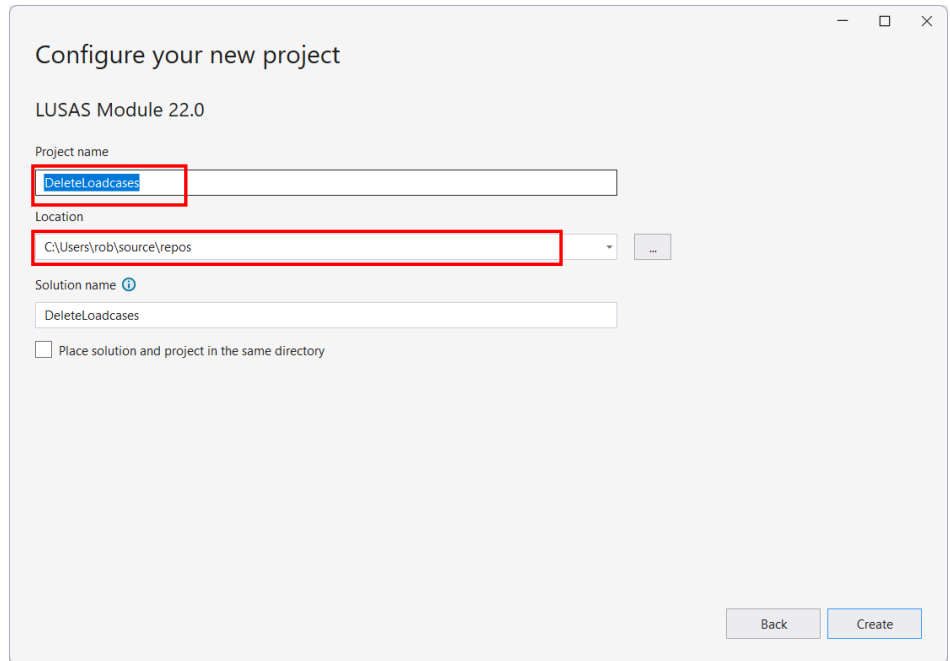 Configure your new project
LUSAS Module 22.0
Project name
DeleteLoadcases
Location
C:\Users\rob\source\repos
...
Solution name
DeleteLoadcases
Place solution and project in the same directory
Back
Create